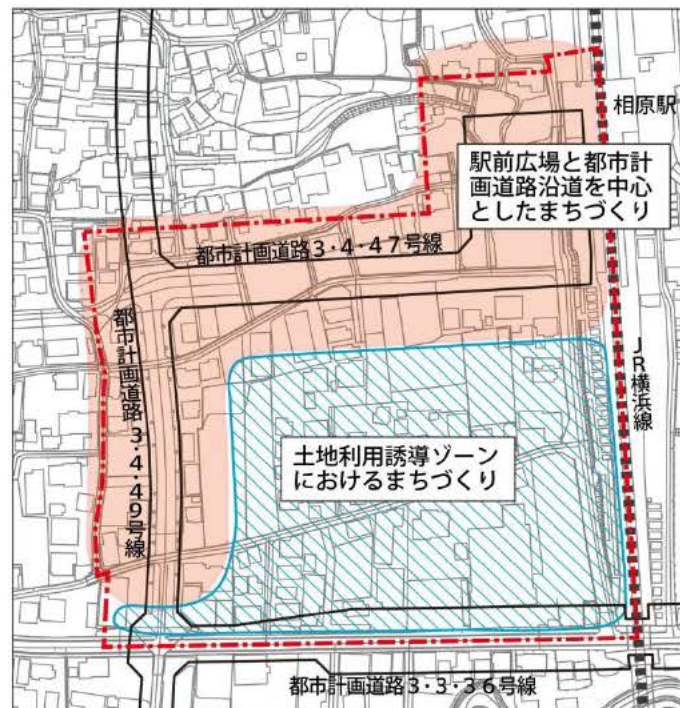 相原駅
駅前広場と都市計
画道路沿道を中心
としたまちづくり
都市計画道路3・4・47号線
都市計画道路 3・4・49号線
JR横浜線
土地利用誘導ゾーン
におけるまちづくり
都市計画道路3・3・36号線